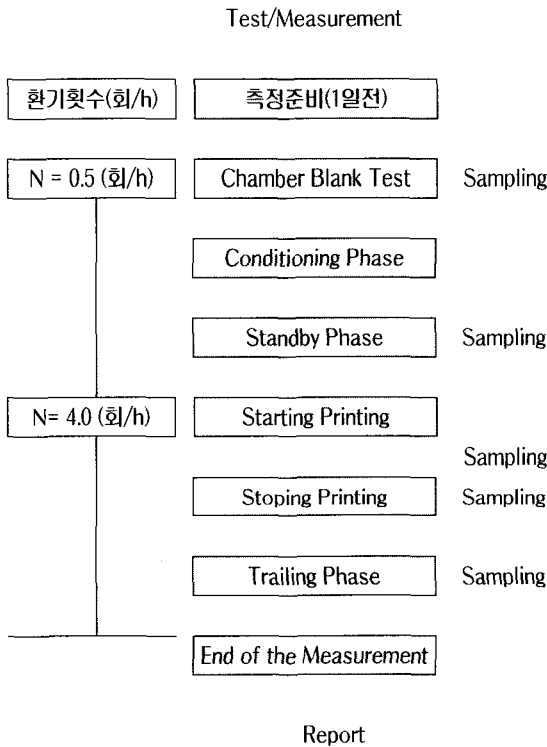 Test/Measurement
환기횟수(회/h) 측정준비(1일전)
N = 0.5 (회/h) Chamber Blank Test Sampling
Conditioning Phase
Standby Phase Sampling
N= 4.0 (회/h) Starting Printing
Sampling
Stoping Printing Sampling
Trailing Phase Sampling
End of the Measurement
Report